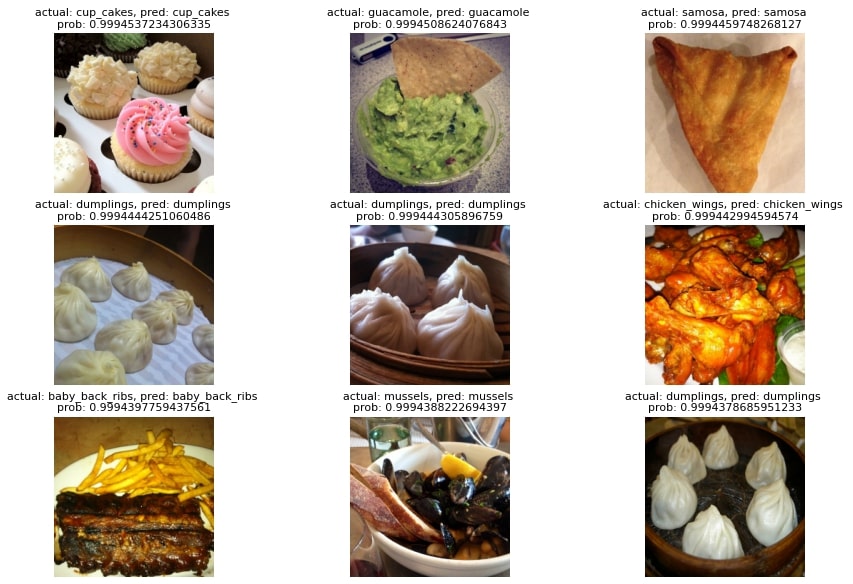 actual: cup_cakes, pred: cup_cakes
prob: 0.9994537234306335
actual: guacamole, pred: guacamole
prob: 0.9994508624076843
actual: samosa, pred: samosa
prob: 0.9994459748268127
actual: dumplings, pred: dumplings
prob: 0.9994444251060486
actual: dumplings, pred: dumplings
prob: 0.999444305896759
actual: chicken_wings, pred: chicken_wings
prob: 0.999442994594574
actual: baby_back_ribs, pred: baby_back_ribs
prob: 0.9994397759437561
actual: mussels, pred: mussels
prob: 0.9994388222694397
actual: dumplings, pred: dumplings
prob: 0.9994378685951233